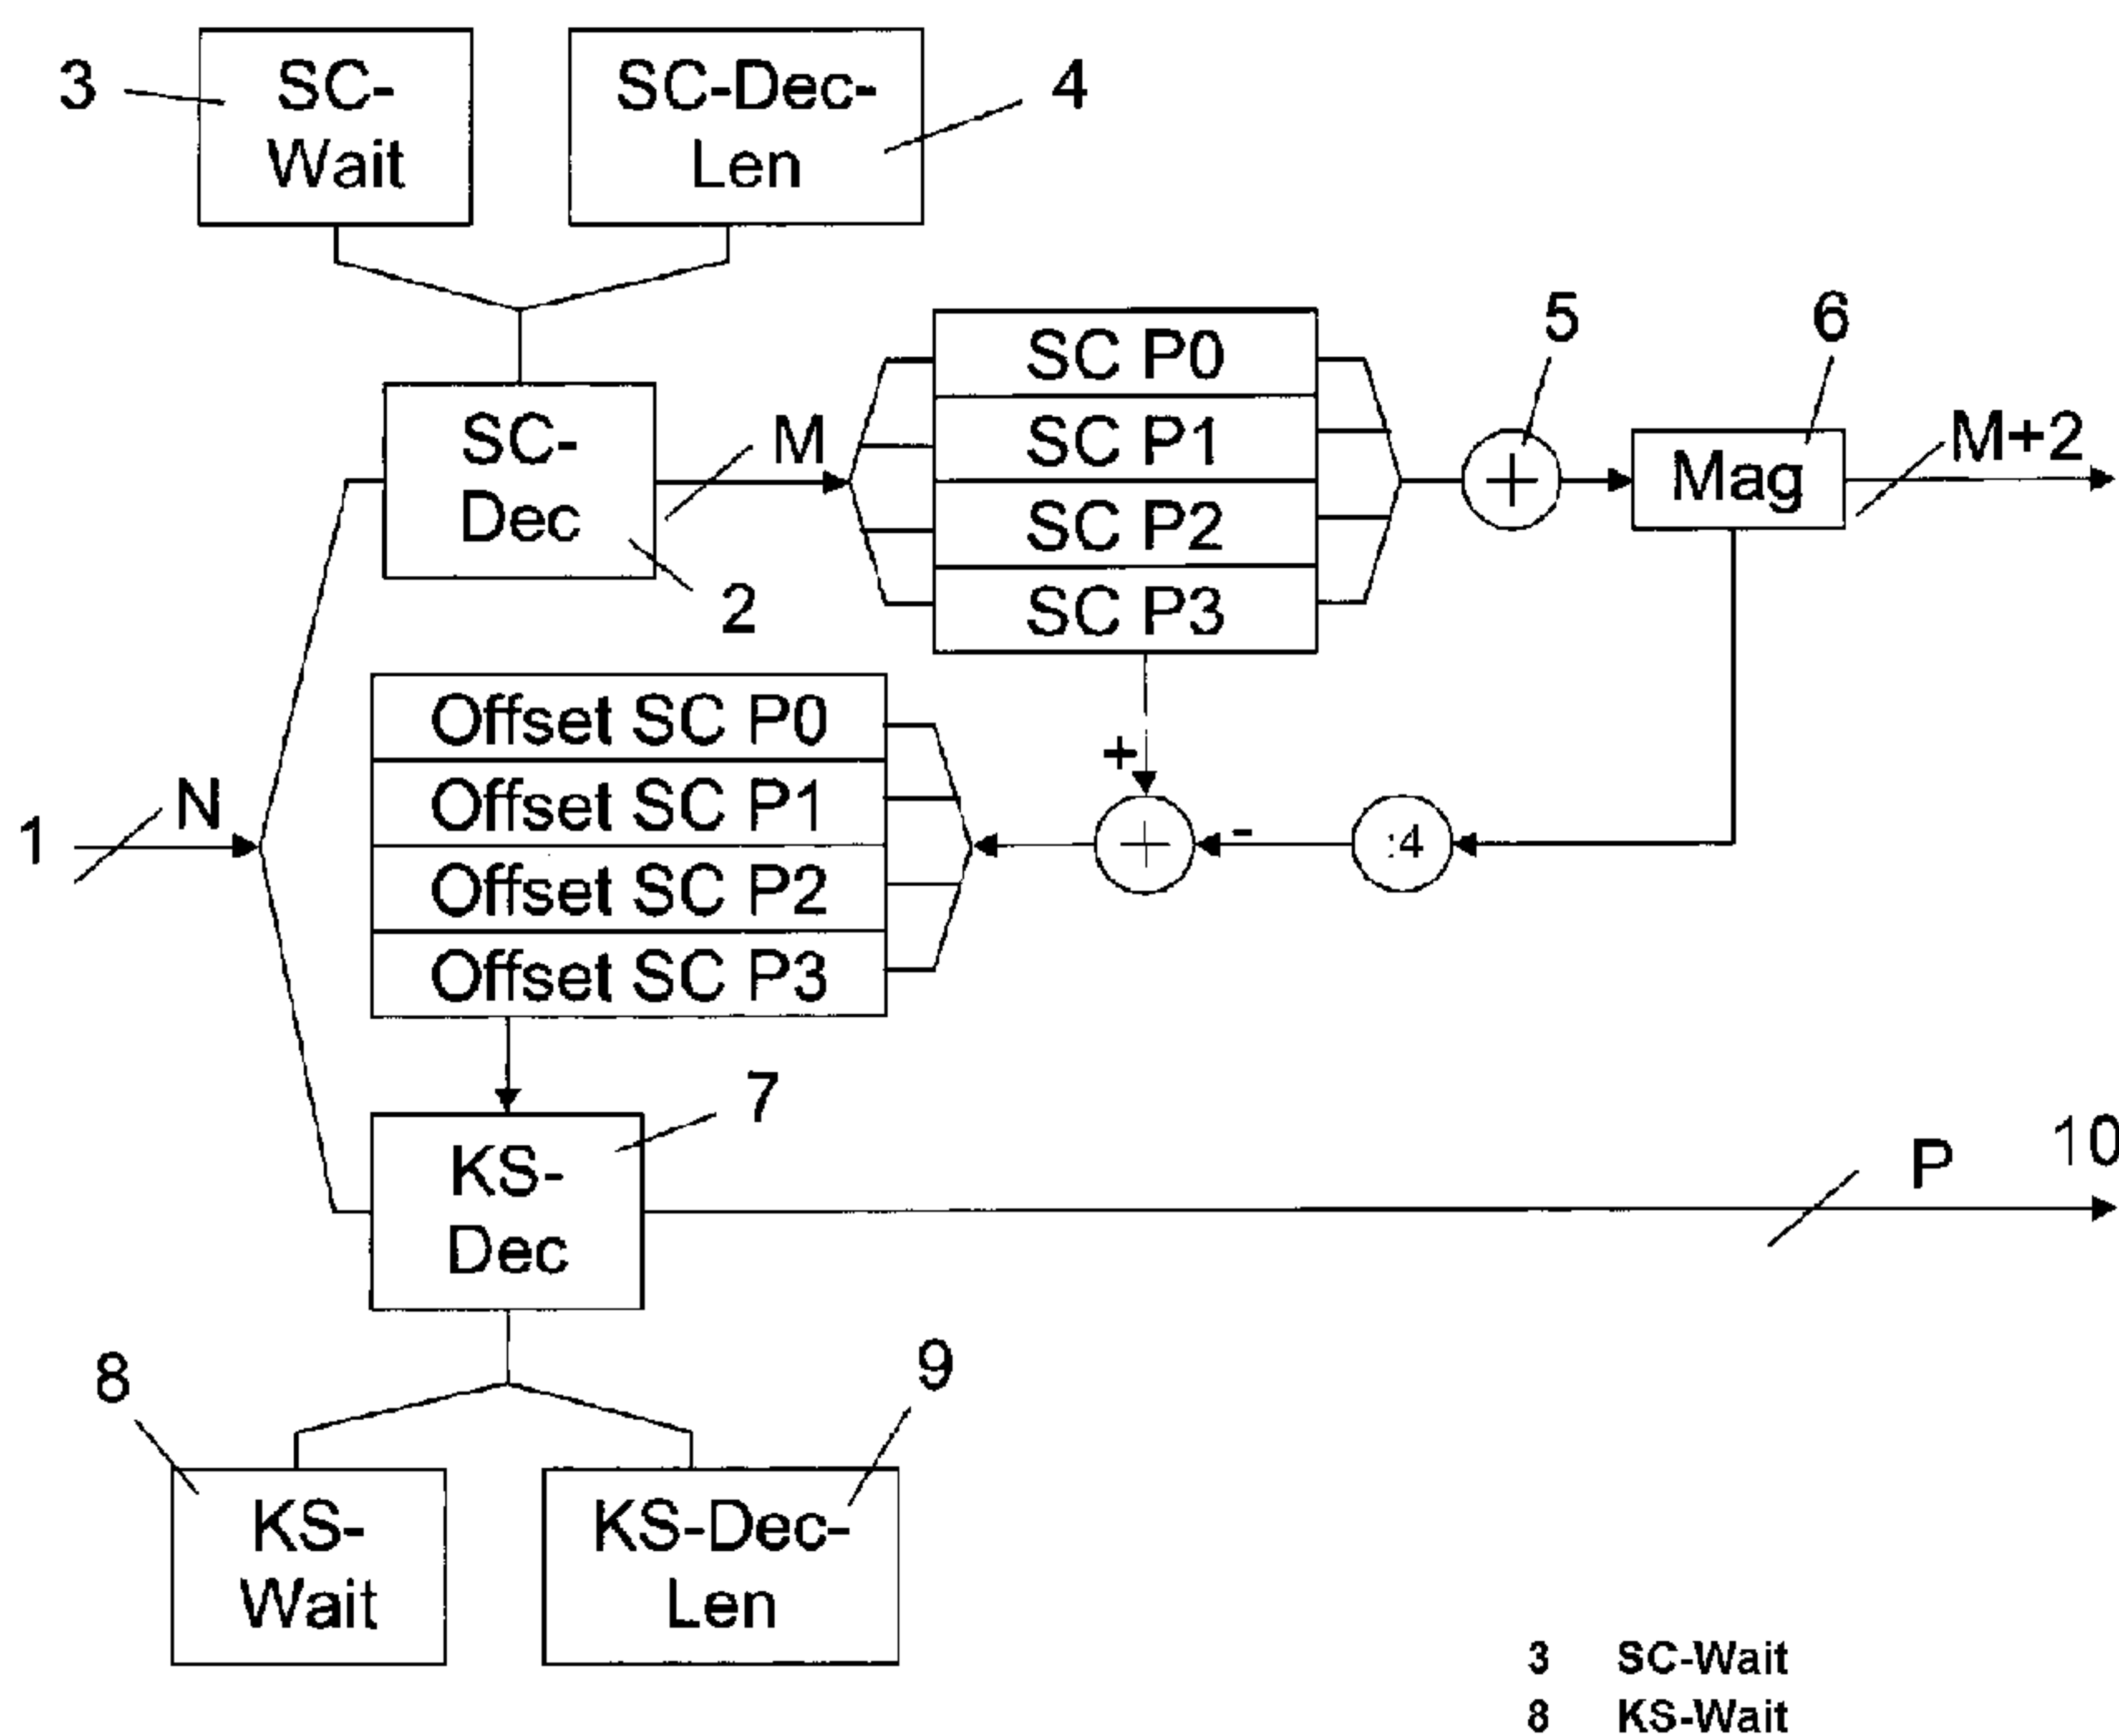 3
SC-
Wait
SC-Dec-
Len
4
SC-
Dec
2
M
SC P0
SC P1
SC P2
SC P3
5
+
6
Mag
M+2
Offset SC P0
Offset SC P1
Offset SC P2
Offset SC P3
+
+
-
:4
1
N
KS-
Dec
7
P
10
8
KS-
Wait
KS-Dec-
Len
9
3 SC-Wait
8 KS-Wait